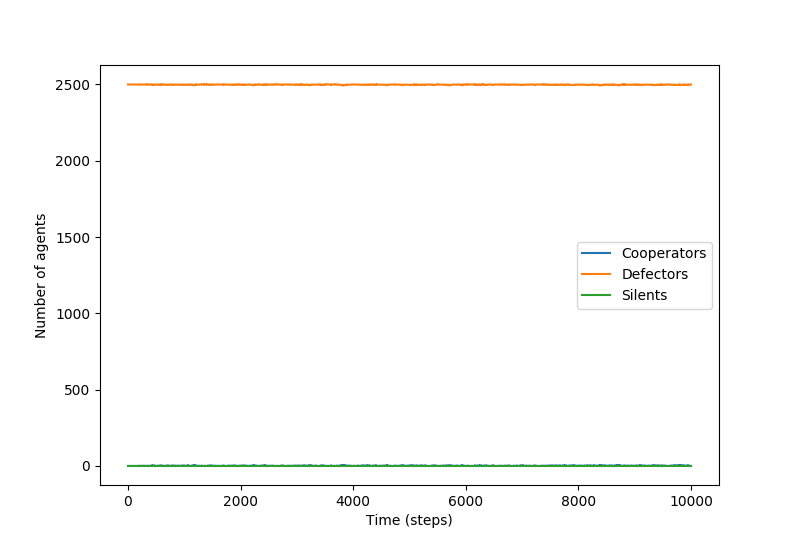 2500
2000
1500
1000
500
0
Number of agents
Cooperators
Defectors
Silents
0 2000 4000 6000 8000 10000
Time (steps)